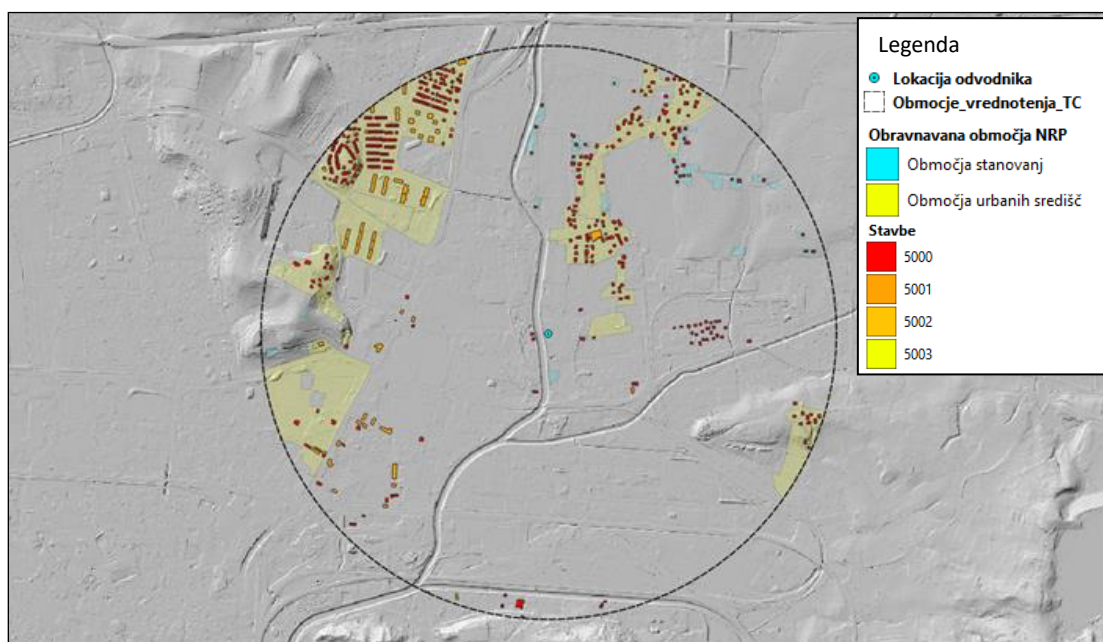 Legenda
Lokacija odvodnika
Obmocje_vrednotenja_TC
Obravnavana območja NRP
Območja stanovanj
Območja urbanih središč
Stavbe
5000
5001
5002
5003